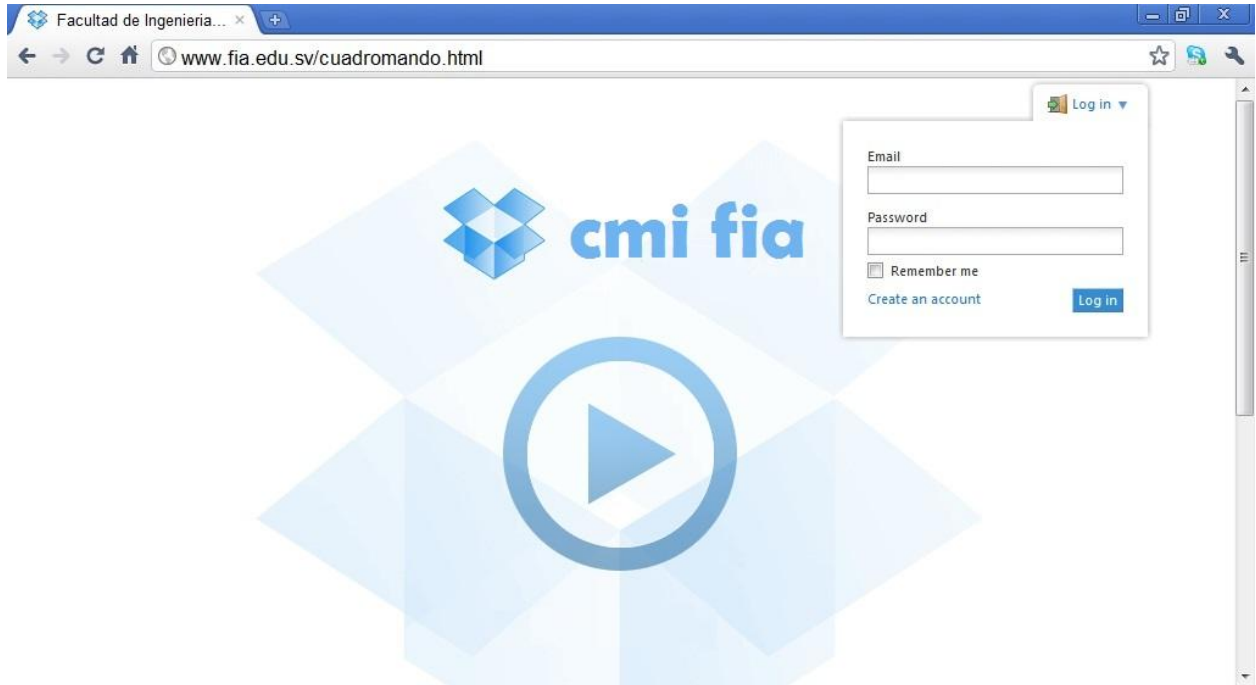 Facultad de Ingenieria...
www.fia.edu.sv/cuadromando.html
Log in
Email
cmi fia
Password
Remember me
Create an account
Log in